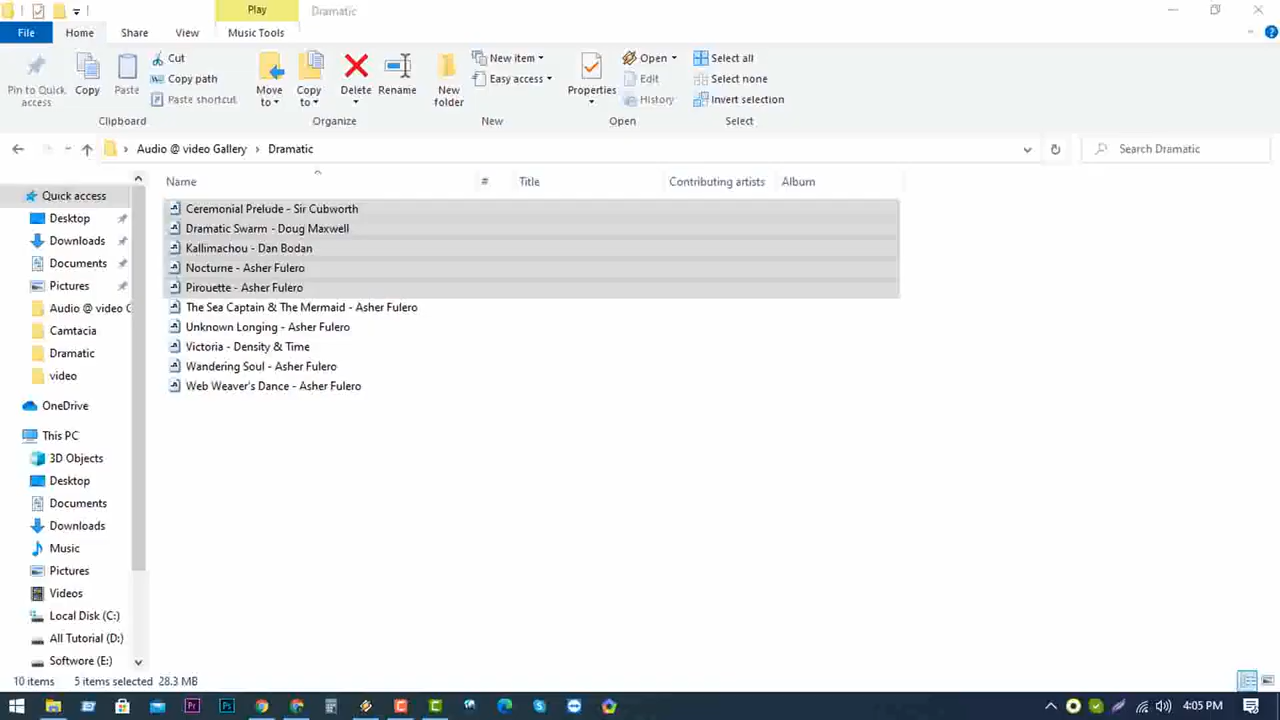 Play Dramatic
File Home Share View Music Tools
Pin to Quick access
Copy
Paste
Cut
Copy path
Paste shortcut
Move to
Copy to
Delete
Rename
New folder
New item
Easy access
Properties
Open
Edit
History
Select all
Select none
Invert selection
Clipboard Organize New Open Select
Audio @ video Gallery › Dramatic
Search Dramatic
Name # Title Contributing artists Album
Quick access
Desktop
Downloads
Documents
Pictures
Audio @ video G
Camtacia
Dramatic
video
OneDrive
This PC
3D Objects
Desktop
Documents
Downloads
Music
Pictures
Videos
Local Disk (C:)
All Tutorial (D:)
Softwore (E:)
Ceremonial Prelude - Sir Cubworth
Dramatic Swarm - Doug Maxwell
Kallimachou - Dan Bodan
Nocturne - Asher Fulero
Pirouette - Asher Fulero
The Sea Captain & The Mermaid - Asher Fulero
Unknown Longing - Asher Fulero
Victoria - Density & Time
Wandering Soul - Asher Fulero
Web Weaver's Dance - Asher Fulero
10 items 5 items selected 28.3 MB
Pr Ps C C S
4:05 PM